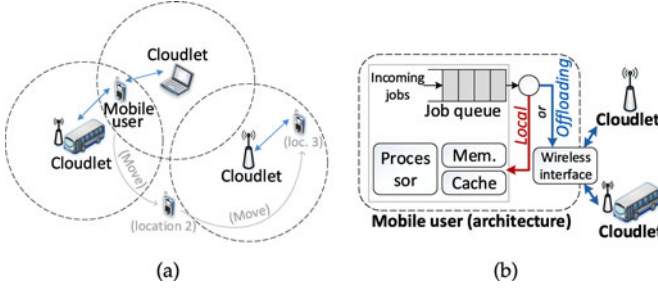 Cloudlet
Mobile
user
Cloudlet
Cloudlet
(loc. 3)
(Move)
(location 2)
(Move)
(a)
Incoming
jobs
Job queue
Local
or
Offloading
Proces
sor
Mem.
Cache
Wireless
interface
Cloudlet
Cloudlet
Mobile user (architecture)
(b)